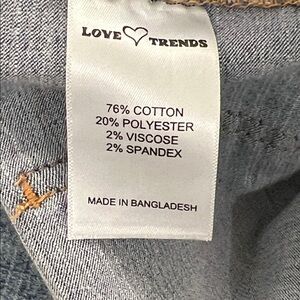 LOVE TRENDS
76% COTTON
20% POLYESTER
2% VISCOSE
2% SPANDEX
MADE IN BANGLADESH